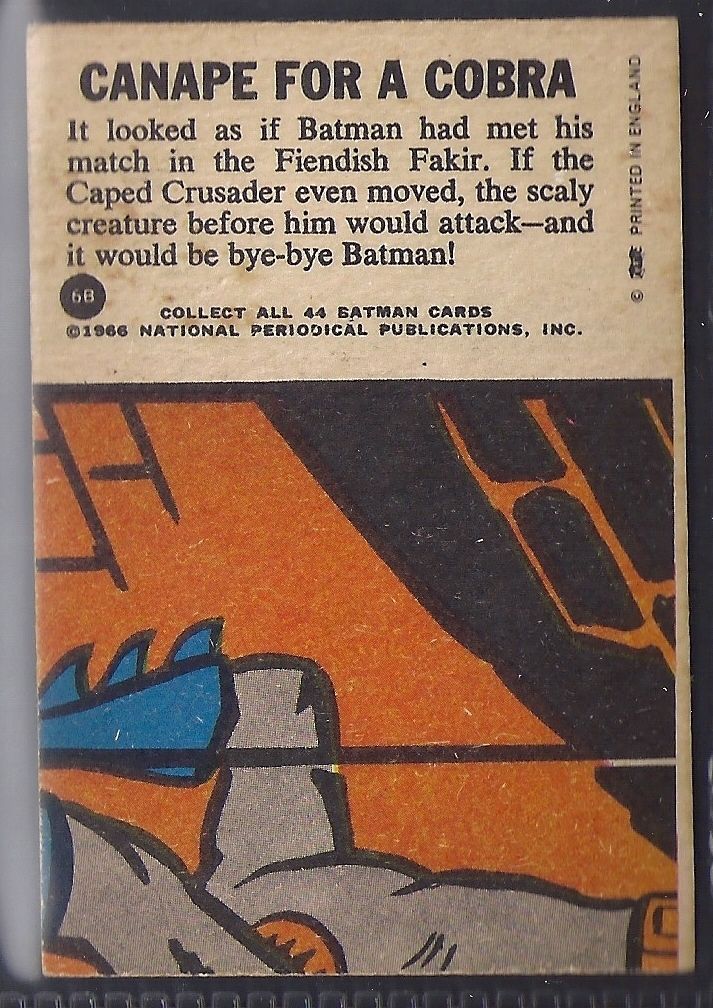 CANAPE FOR A COBRA
It looked as if Batman had met his
match in the Fiendish Fakir. If the
Caped Crusader even moved, the scaly
creature before him would attack—and
it would be bye-bye Batman!
6B
COLLECT ALL 44 BATMAN CARDS
©1966 NATIONAL PERIODICAL PUBLICATIONS, INC.
© A&BC PRINTED IN ENGLAND